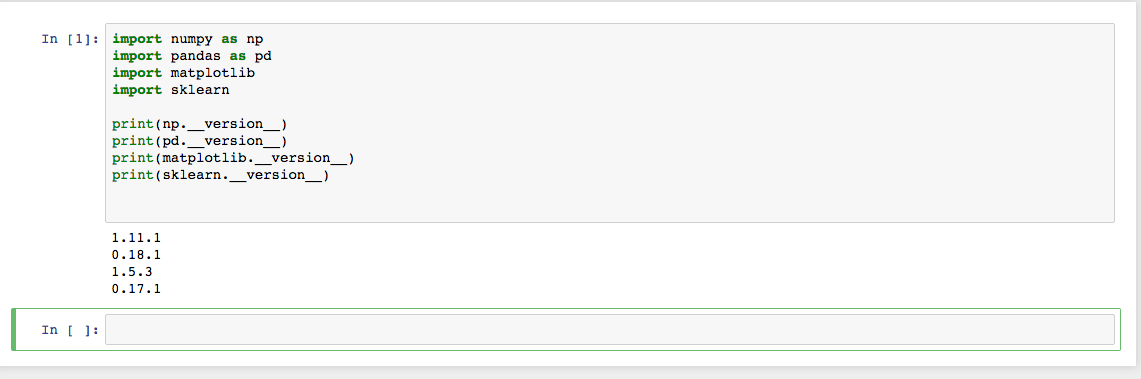 In [1]: import numpy as np
import pandas as pd
import matplotlib
import sklearn
print(np.__version__)
print(pd.__version__)
print(matplotlib.__version__)
print(sklearn.__version__)
1.11.1
0.18.1
1.5.3
0.17.1
In [ ]: